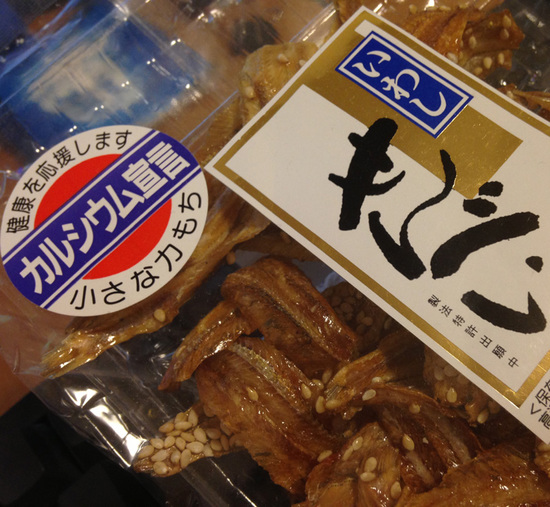 健康を応援します
カルシウム宣言
小さな力もち
いわし
製法特許出願中